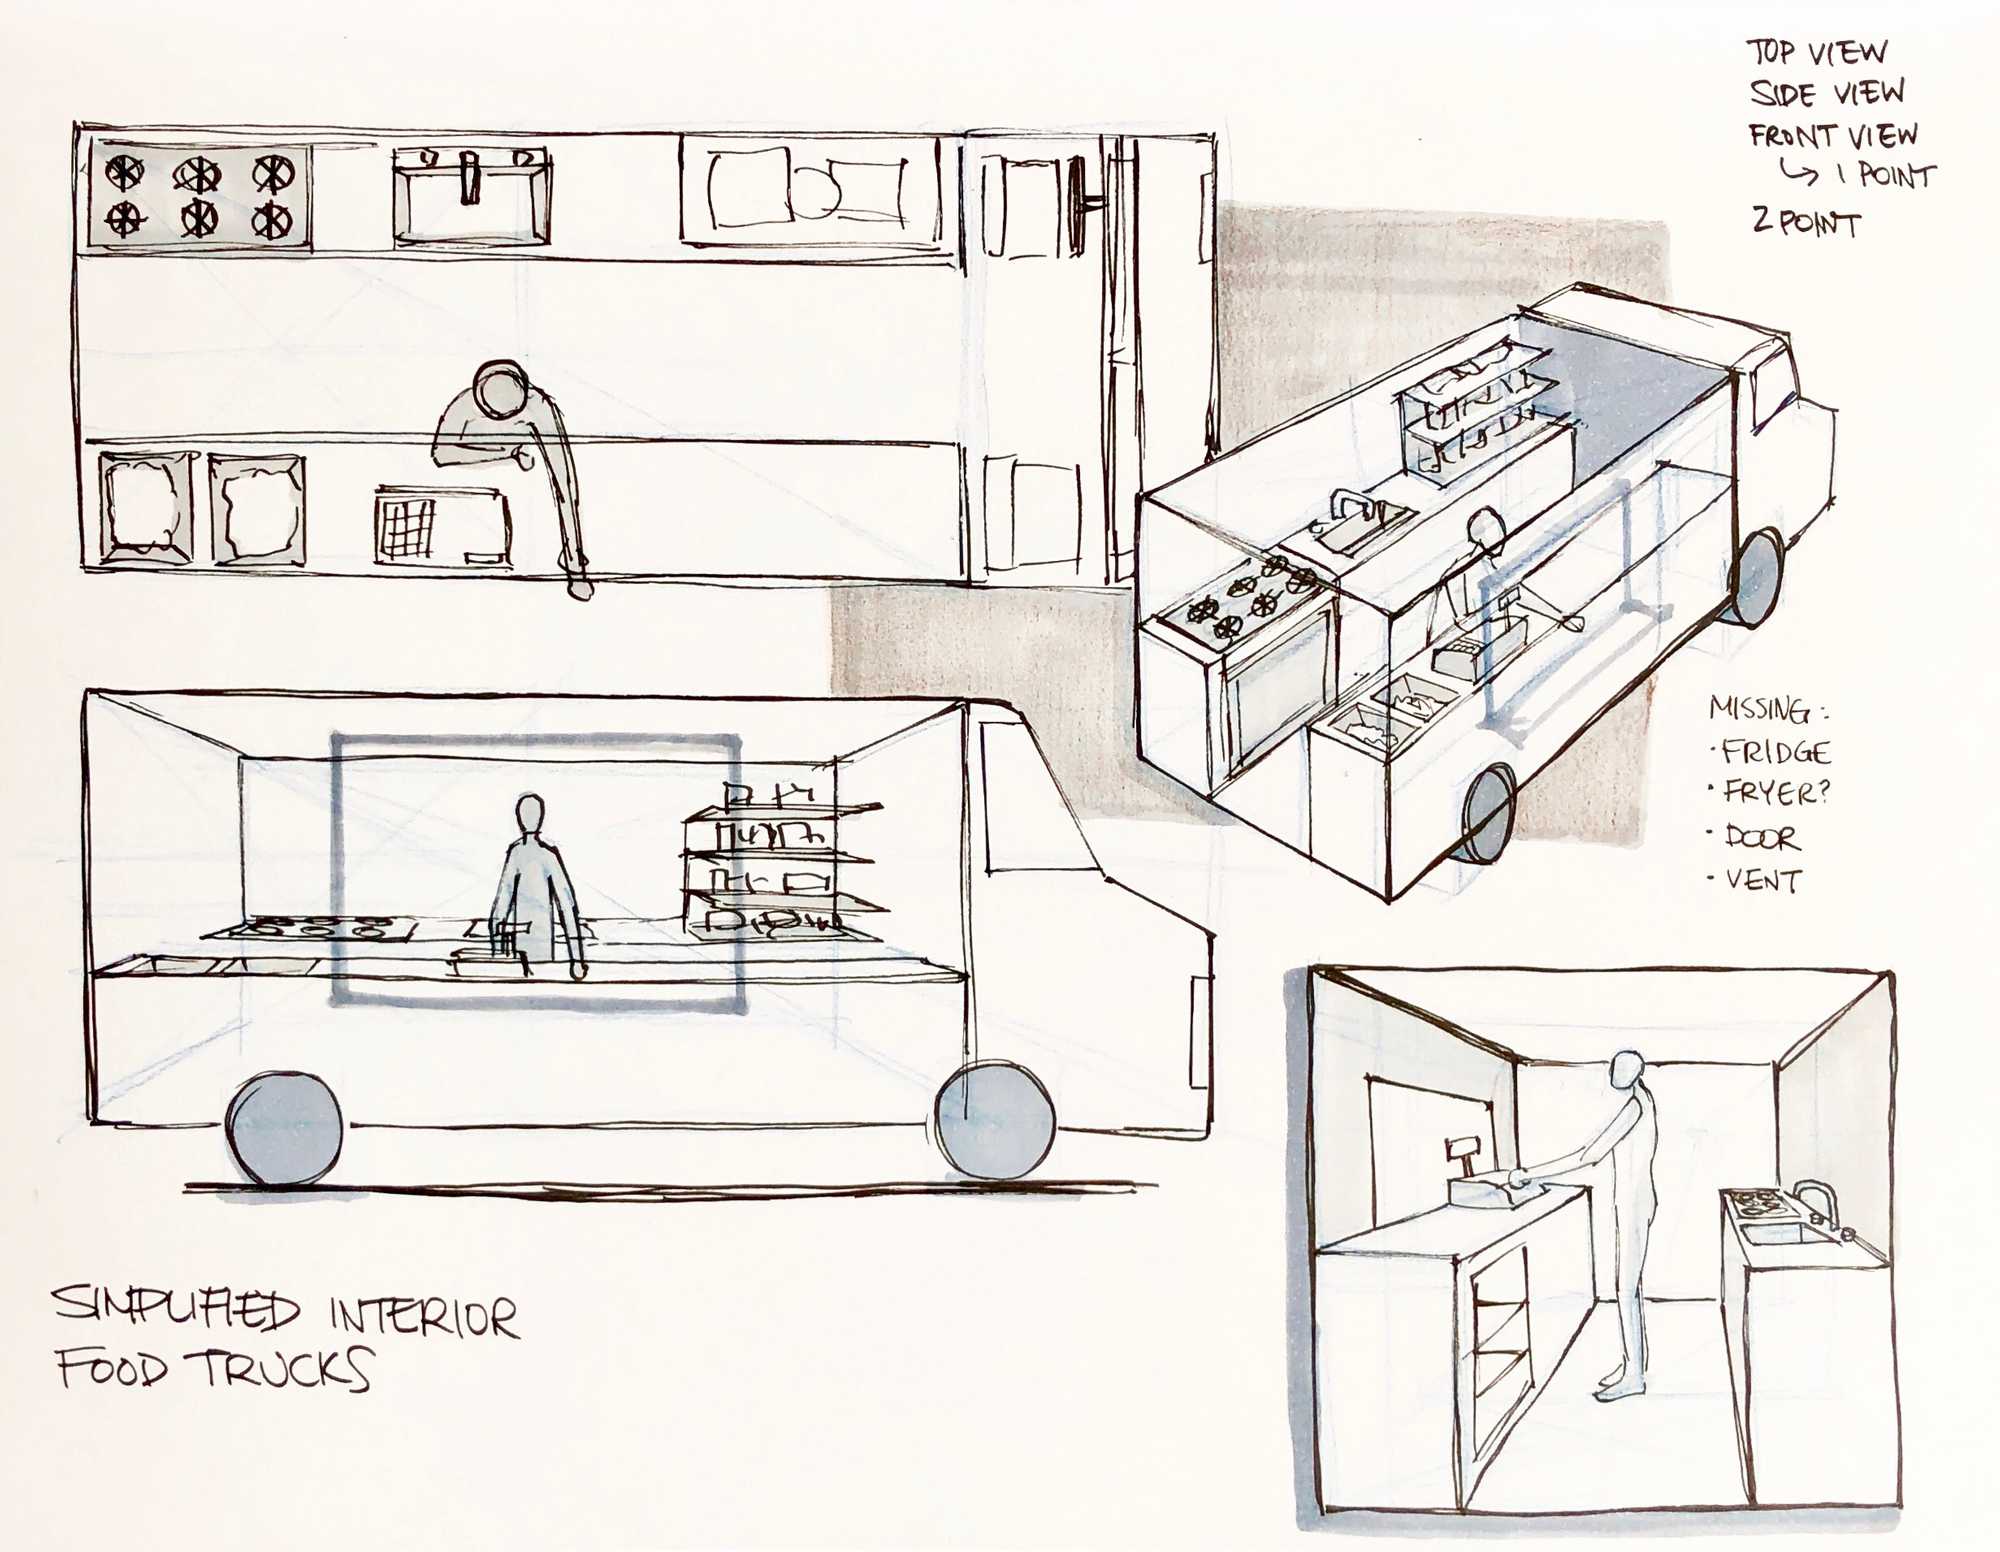 TOP VIEW
SIDE VIEW
FRONT VIEW
↳ 1 POINT
2 POINT
MISSING:
· FRIDGE
· FRYER?
· DOOR
· VENT
SIMPLIFIED INTERIOR
FOOD TRUCKS